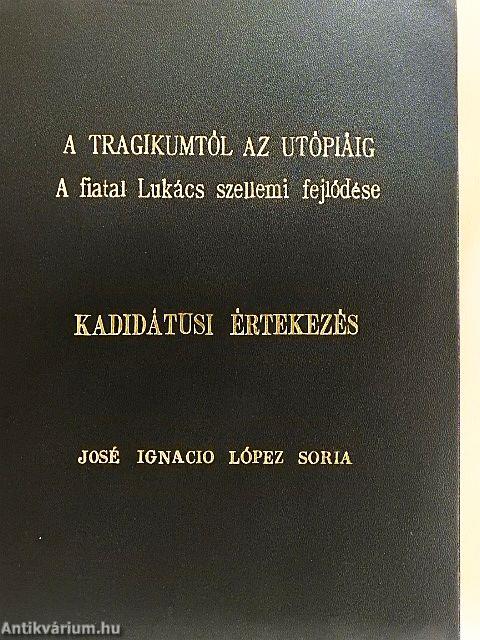 A TRAGIKUMTÓL AZ UTÓPIÁIG
A fiatal Lukács szellemi fejlődése
KADIDÁTUSI ÉRTEKEZÉS
JOSÉ IGNACIO LÓPEZ SORIA
Antikvárium.hu